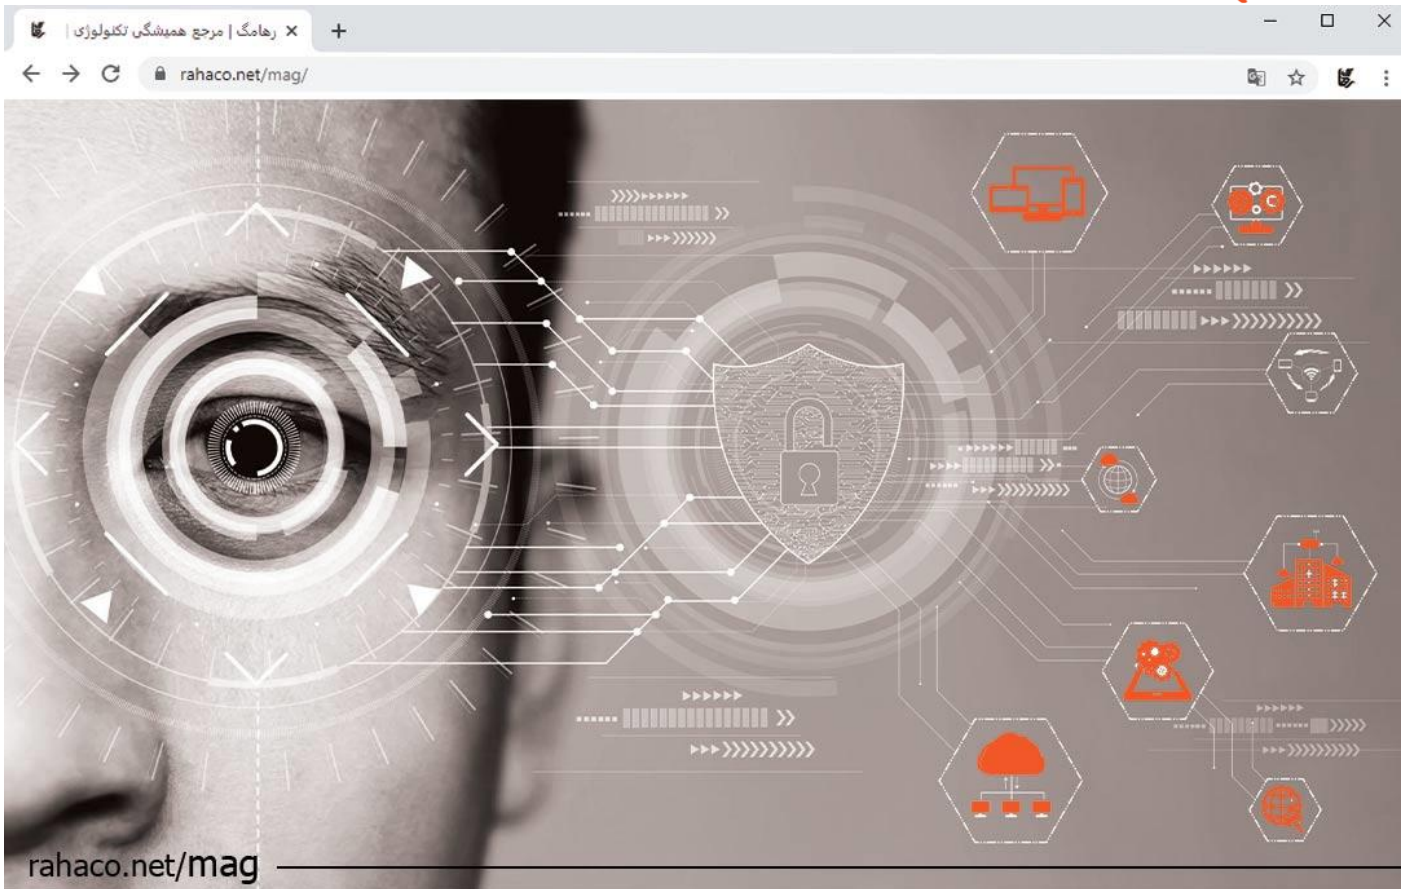 رهامگ | مرجع همیشگی تکنولوژی |
rahaco.net/mag/
rahaco.net/mag